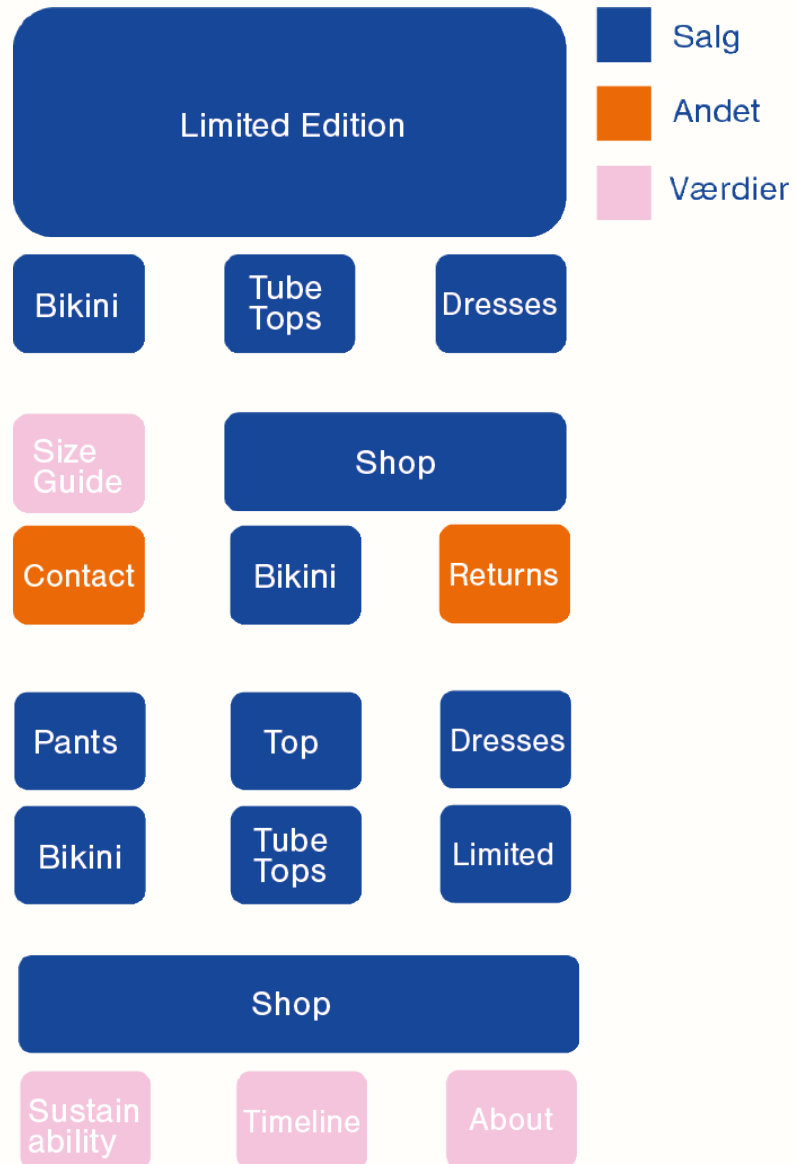 Limited Edition
Salg
Andet
Værdier
Bikini
Tube
Tops
Dresses
Size
Guide
Shop
Contact
Bikini
Returns
Pants
Top
Dresses
Bikini
Tube
Tops
Limited
Shop
Sustain
ability
Timeline
About